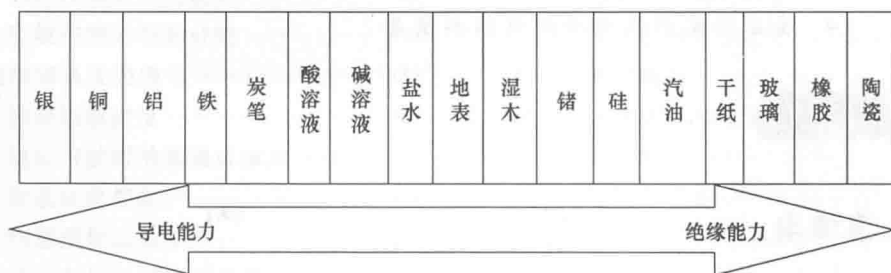 银 铜 铝 铁 炭笔 酸溶液 碱溶液 盐水 地表 湿木 锗 硅 汽油 干纸 玻璃 橡胶 陶瓷
导电能力 绝缘能力